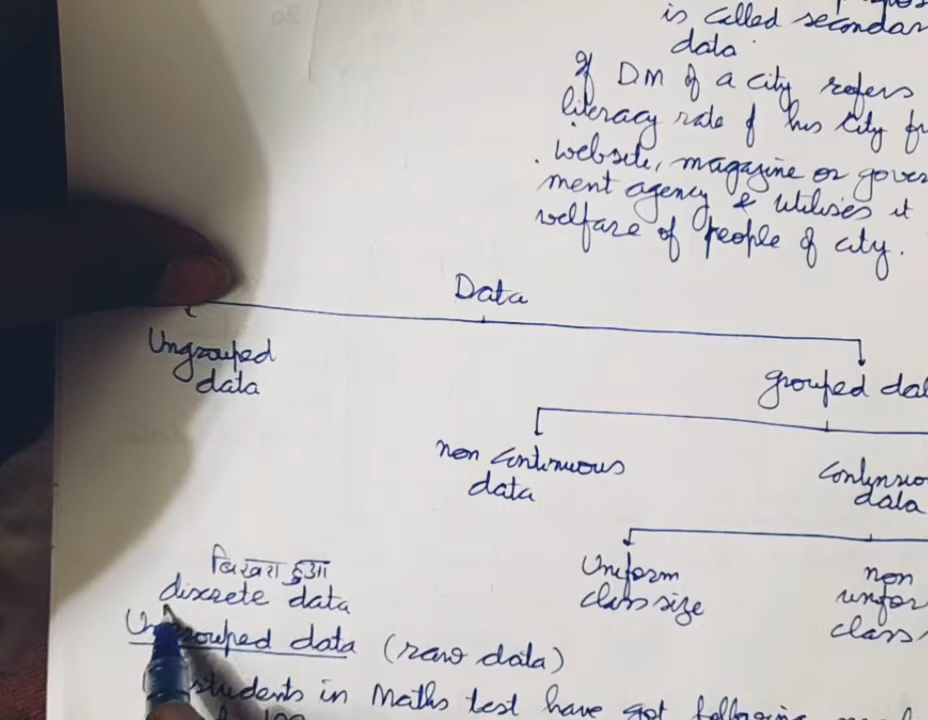 is called secondar
data
If DM of a city refers
literacy rate of his city fr
website, magazine or gover
ment agency & utilises it
welfare of people of city.
Data
Ungrouped
data
grouped da
non continuous
data
continuo
data
Uniform
class size
non
unifor
class
बिखरा हुआ
discrete data
Ungrouped data (raw data)
students in Maths test have got following